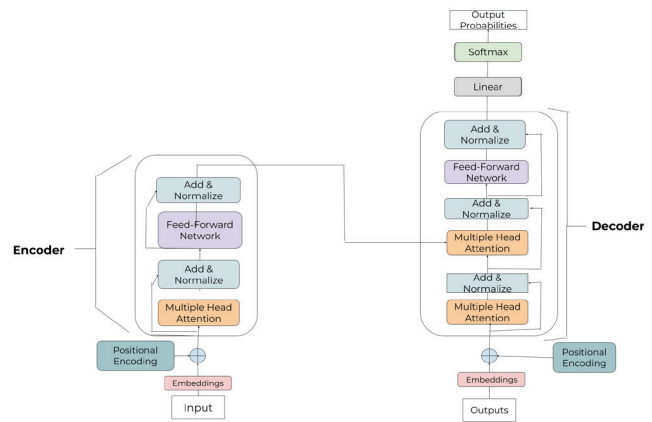 Output
Probabilities
Softmax
Linear
Add &
Normalize
Feed-Forward
Network
Add &
Normalize
Multiple Head
Attention
Add &
Normalize
Multiple Head
Attention
Decoder
Positional
Encoding
Embeddings
Outputs
Encoder
Add &
Normalize
Feed-Forward
Network
Add &
Normalize
Multiple Head
Attention
Positional
Encoding
Embeddings
Input